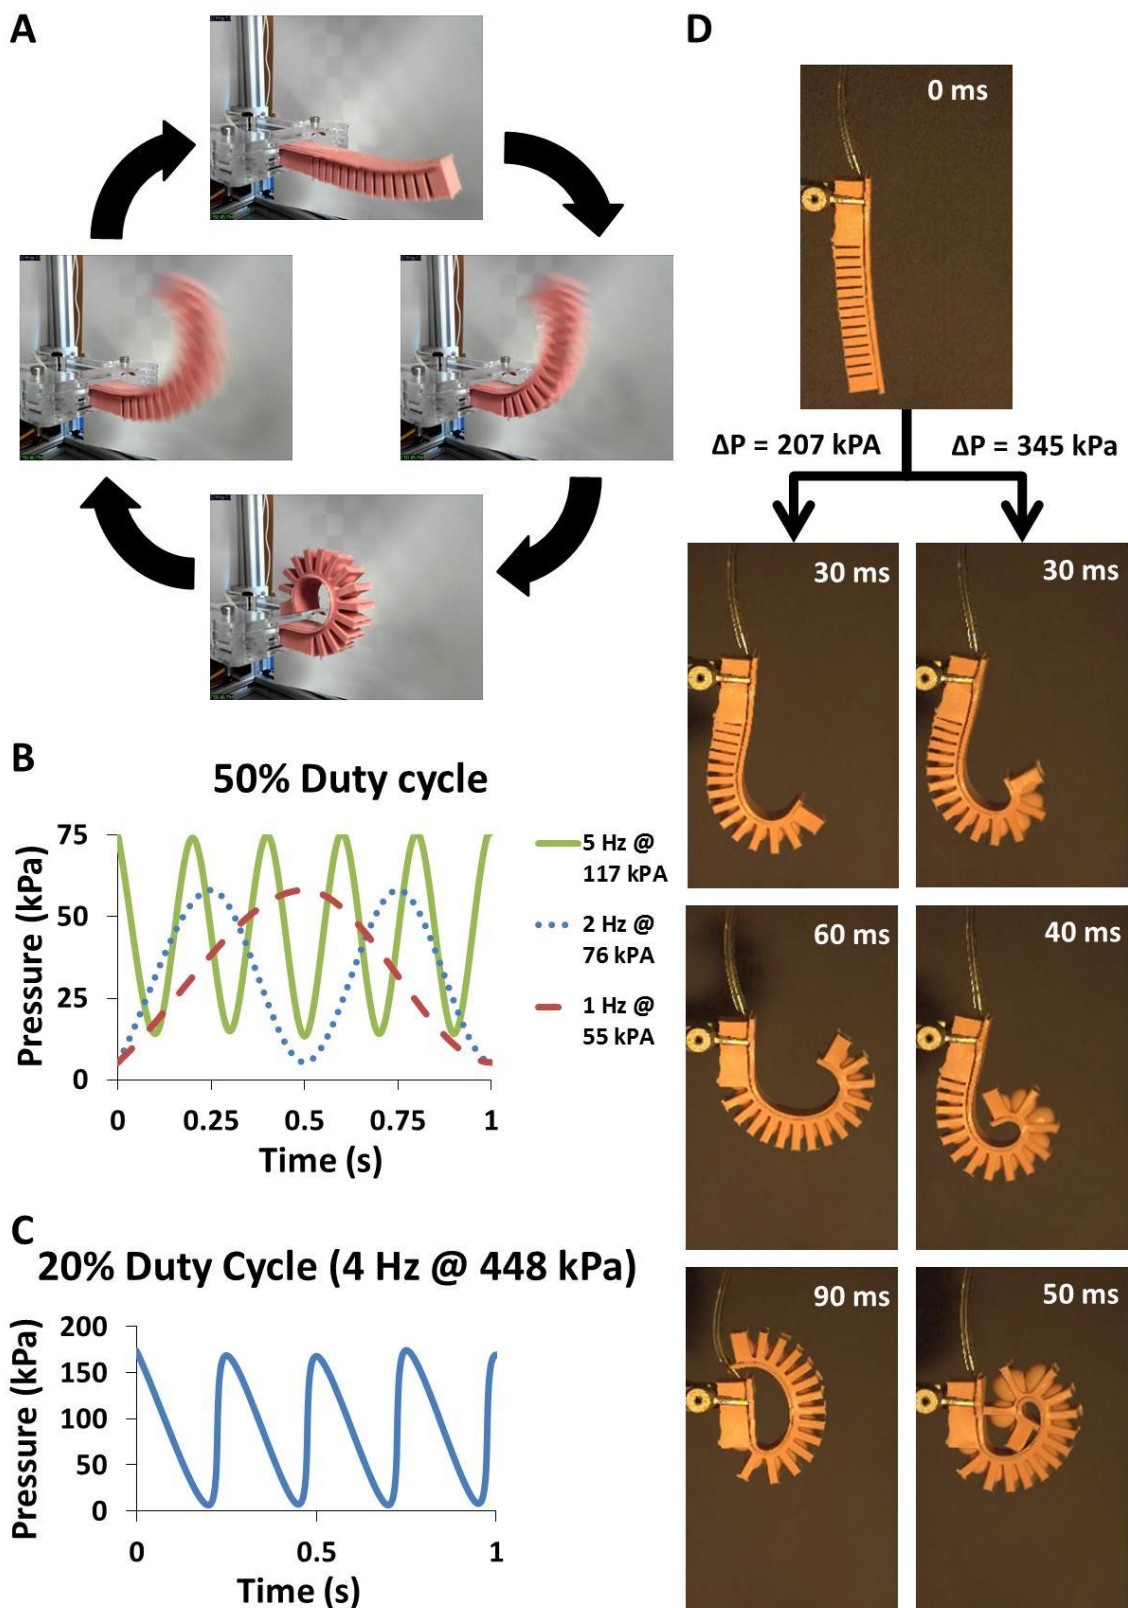 A
B
50% Duty cycle
75
50
25
0
Pressure (kPa)
0 0.25 0.5 0.75 1
Time (s)
5 Hz @
117 kPA
2 Hz @
76 kPA
1 Hz @
55 kPA
C
20% Duty Cycle (4 Hz @ 448 kPa)
200
150
100
50
0
Pressure (kPa)
0 0.5 1
Time (s)
D
0 ms
ΔP = 207 kPA
ΔP = 345 kPa
30 ms
30 ms
60 ms
40 ms
90 ms
50 ms